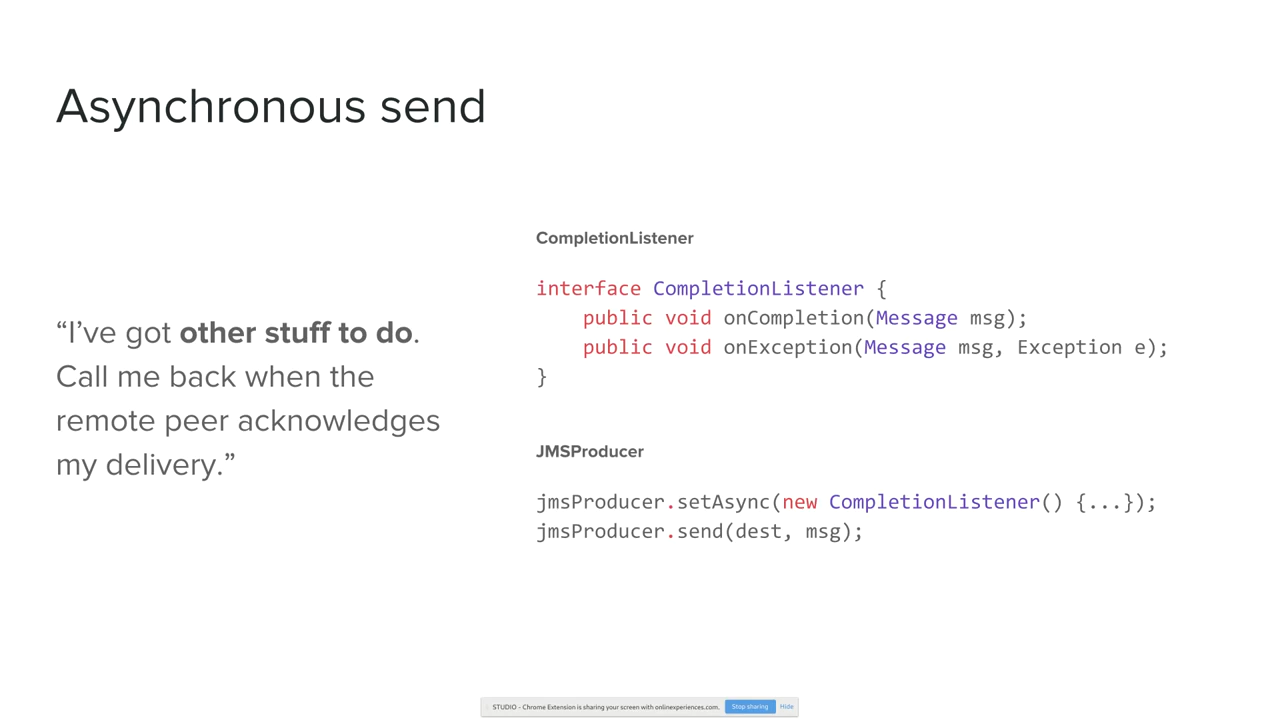 Asynchronous send
“I’ve got other stuff to do.
Call me back when the
remote peer acknowledges
my delivery.”
CompletionListener
interface CompletionListener {
    public void onCompletion(Message msg);
    public void onException(Message msg, Exception e);
}
JMSProducer
jmsProducer.setAsync(new CompletionListener() {...});
jmsProducer.send(dest, msg);
STUDIO - Chrome Extension is sharing your screen with onlinexperiences.com. Stop sharing Hide